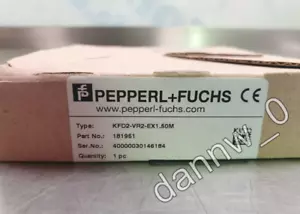 PEPPERL+FUCHS
www.pepperl-fuchs.com
Type: KFD2-VR2-EX1.50M
Part No.: 181951
Ser.No.: 40000030146184
Quantity: 1 pc
dannw_0